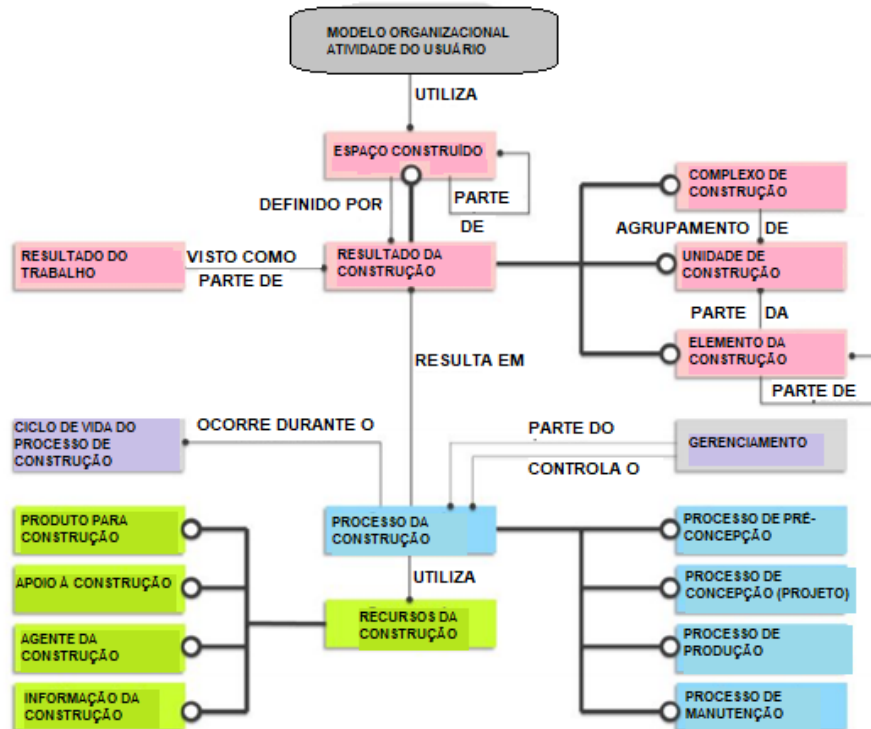 MODELO ORGANIZACIONAL
ATIVIDADE DO USUÁRIO
UTILIZA
ESPAÇO CONSTRUÍDO
DEFINIDO POR
PARTE
DE
COMPLEXO DE
CONSTRUÇÃO
AGRUPAMENTO DE
RESULTADO DO
TRABALHO
VISTO COMO
PARTE DE
RESULTADO DA
CONSTRUÇÃO
UNIDADE DE
CONSTRUÇÃO
PARTE DA
ELEMENTO DA
CONSTRUÇÃO
PARTE DE
RESULTA EM
CICLO DE VIDA DO
PROCESSO DE
CONSTRUÇÃO
OCORRE DURANTE O
PARTE DO
CONTROLA O
GERENCIAMENTO
PRODUTO PARA
CONSTRUÇÃO
PROCESSO DA
CONSTRUÇÃO
PROCESSO DE PRÉ-
CONCEPÇÃO
APOIO À CONSTRUÇÃO
UTILIZA
PROCESSO DE
CONCEPÇÃO (PROJETO)
RECURSOS DA
CONSTRUÇÃO
AGENTE DA
CONSTRUÇÃO
PROCESSO DE
PRODUÇÃO
INFORMAÇÃO DA
CONSTRUÇÃO
PROCESSO DE
MANUTENÇÃO